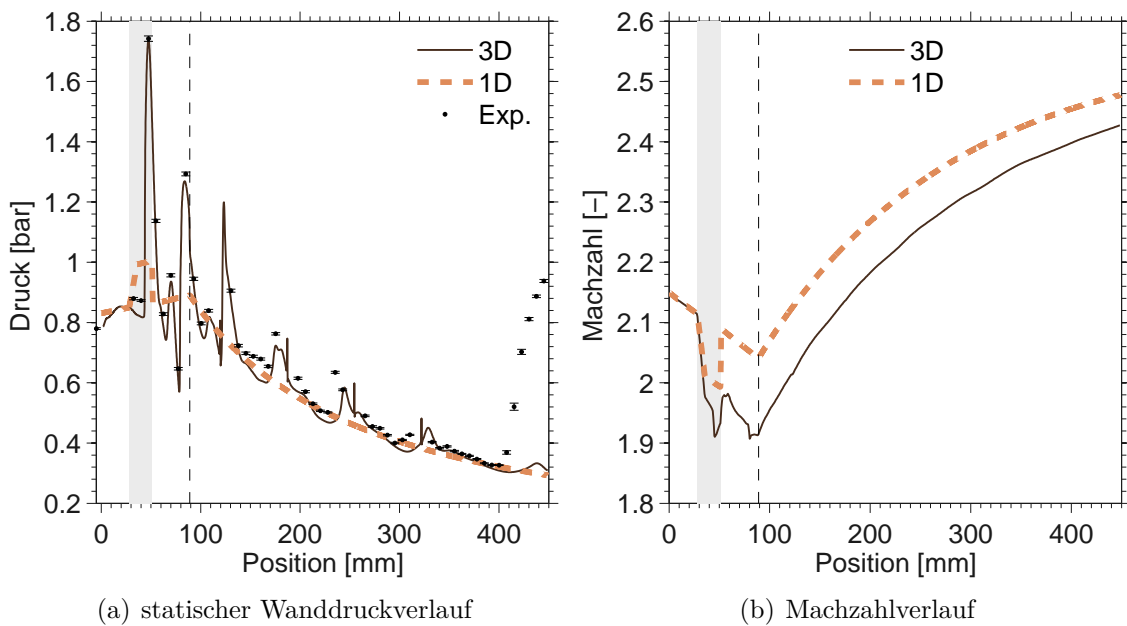 1.8
1.6
1.4
1.2
1
0.8
0.6
0.4
0.2
Druck [bar]
3D
1D
Exp.
0
100
200
300
400
Position [mm]
(a) statischer Wanddruckverlauf
2.6
2.5
2.4
2.3
2.2
2.1
2
1.9
1.8
Machzahl [–]
3D
1D
0
100
200
300
400
Position [mm]
(b) Machzahlverlauf